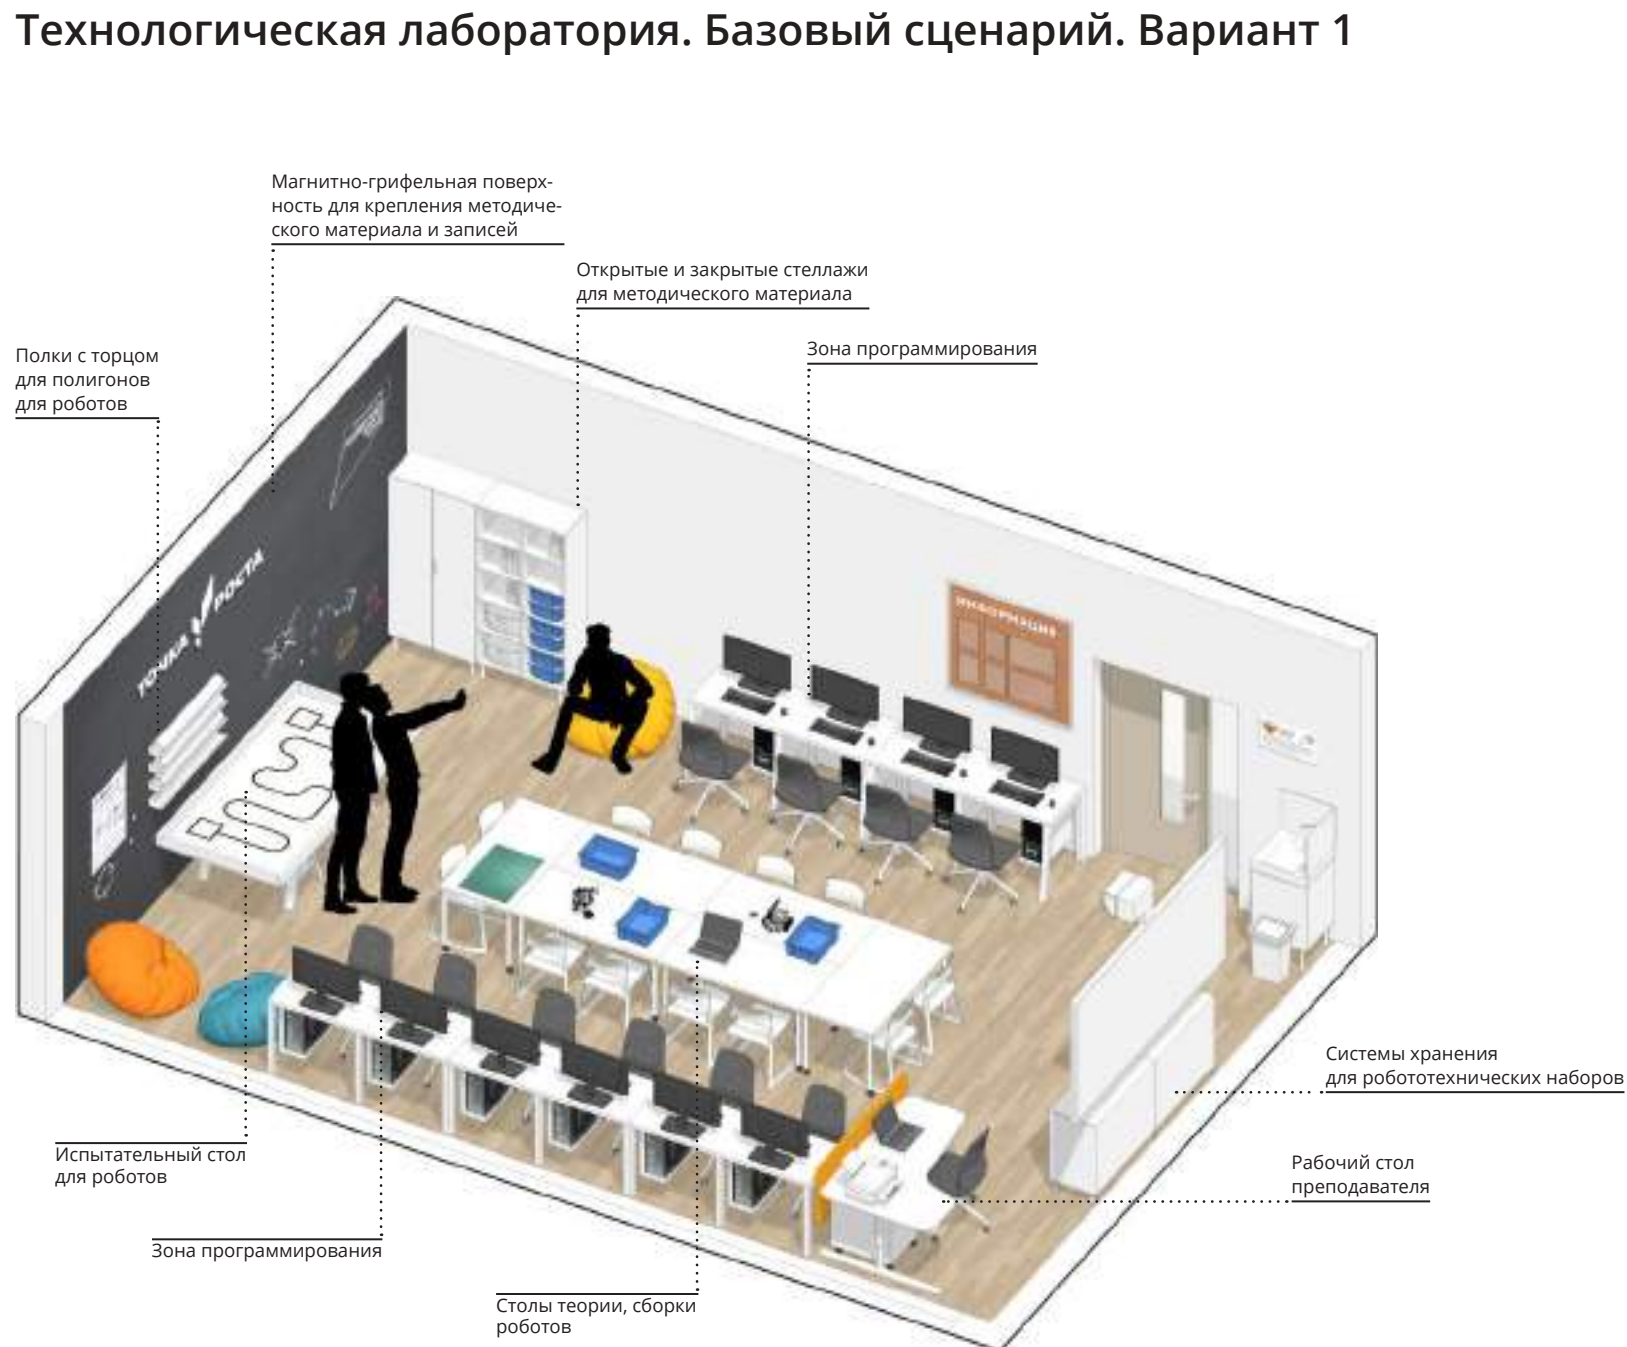 Технологическая лаборатория. Базовый сценарий. Вариант 1
Магнитно-грифельная поверх-
ность для крепления методиче-
ского материала и записей
Открытые и закрытые стеллажи
для методического материала
Зона программирования
Полки с торцом
для полигонов
для роботов
ИНФОРМАЦИЯ
ТОЧКА РОСТА
Системы хранения
для робототехнических наборов
Испытательный стол
для роботов
Рабочий стол
преподавателя
Зона программирования
Столы теории, сборки
роботов